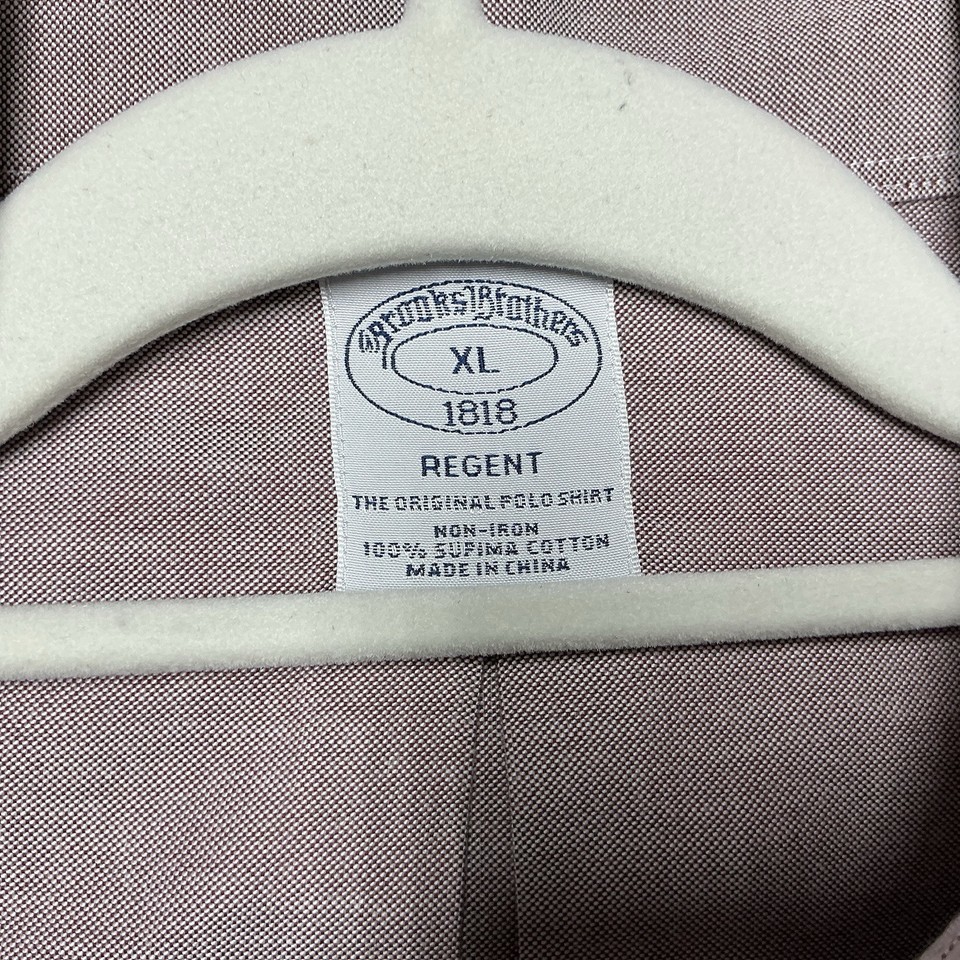 Brooks Brothers
XL
1818
REGENT
THE ORIGINAL POLO SHIRT
NON-IRON
100% SUPIMA COTTON
MADE IN CHINA